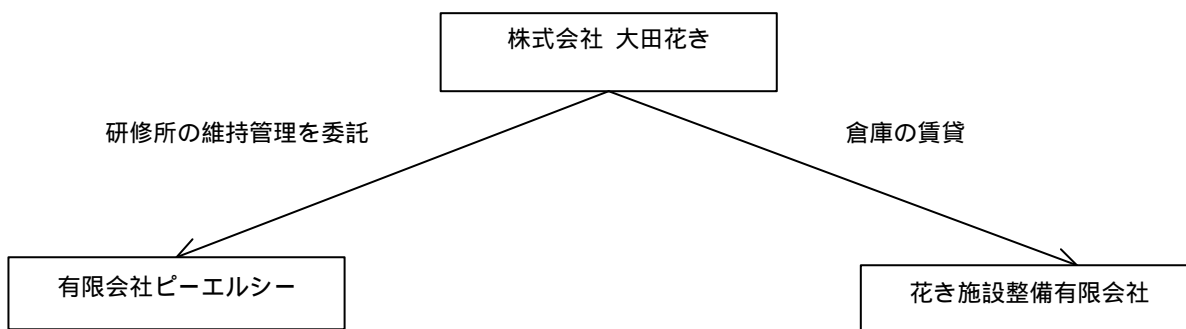 株式会社 大田花き
研修所の維持管理を委託
倉庫の賃貸
有限会社ピーエルシー
花き施設整備有限会社